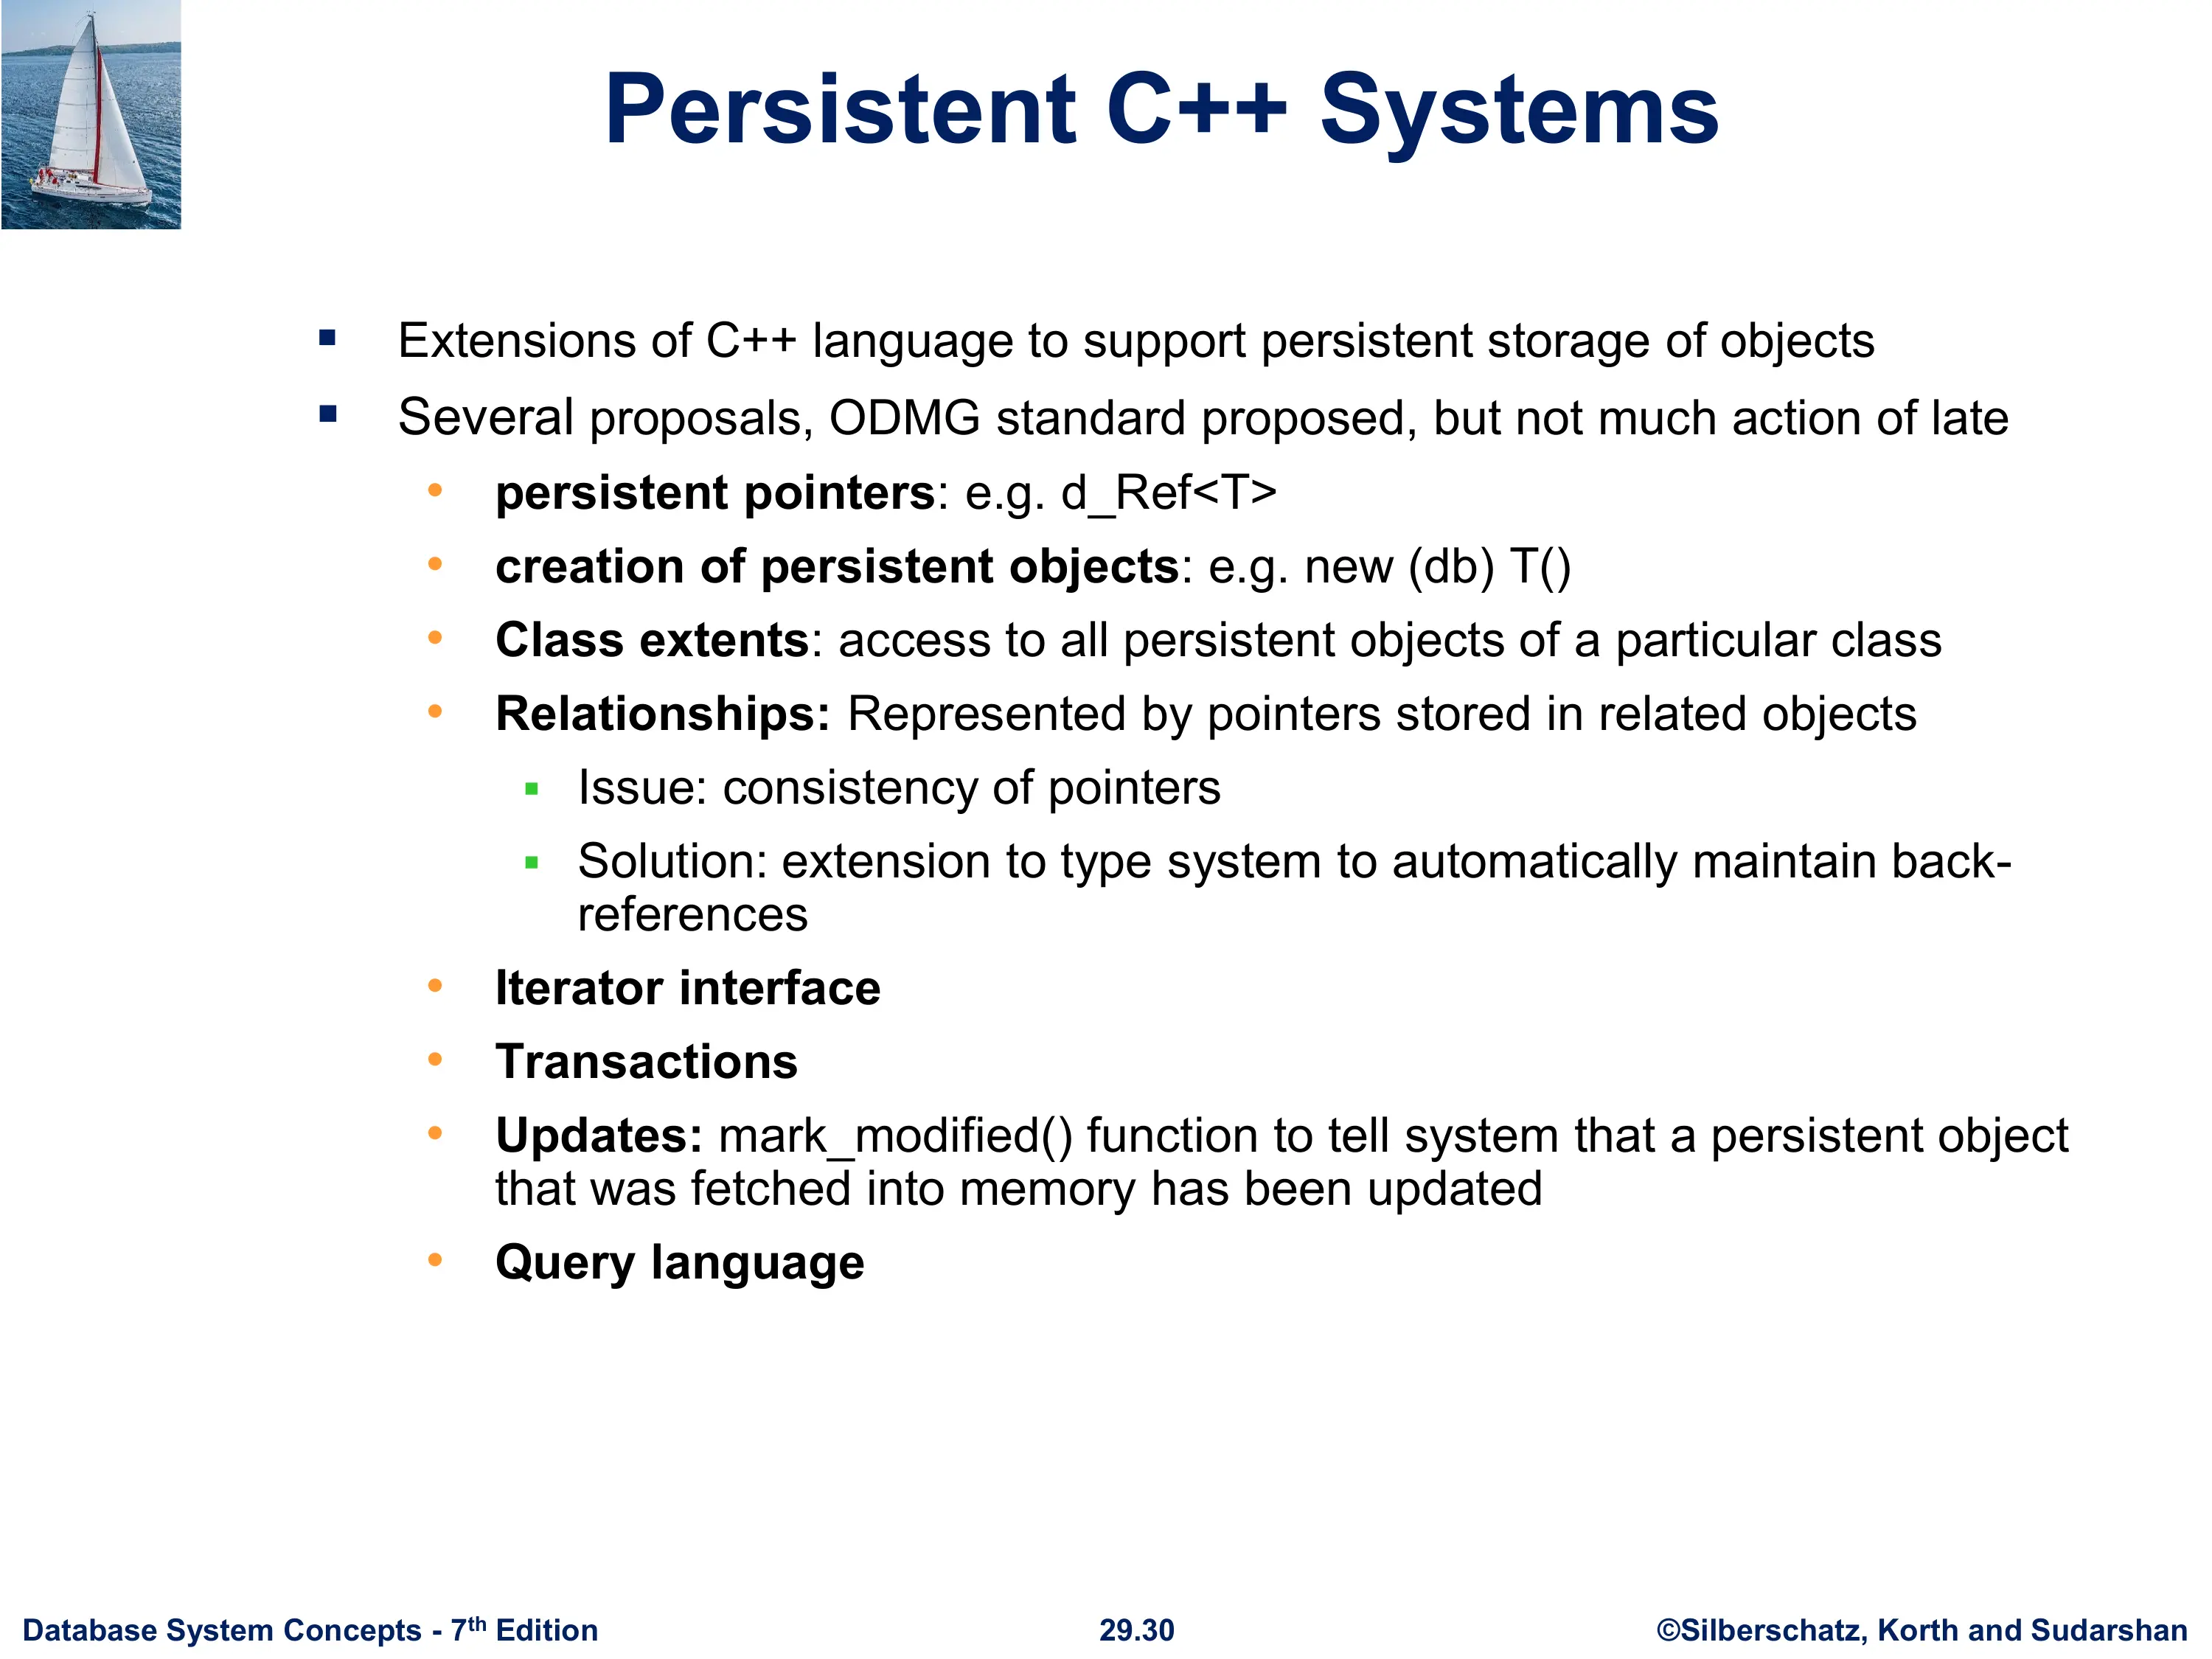 Persistent C++ Systems
▪ Extensions of C++ language to support persistent storage of objects
▪ Several proposals, ODMG standard proposed, but not much action of late
• persistent pointers: e.g. d_Ref<T>
• creation of persistent objects: e.g. new (db) T()
• Class extents: access to all persistent objects of a particular class
• Relationships: Represented by pointers stored in related objects
▪ Issue: consistency of pointers
▪ Solution: extension to type system to automatically maintain back-
references
• Iterator interface
• Transactions
• Updates: mark_modified() function to tell system that a persistent object
that was fetched into memory has been updated
• Query language
Database System Concepts - 7th Edition
29.30
©Silberschatz, Korth and Sudarshan